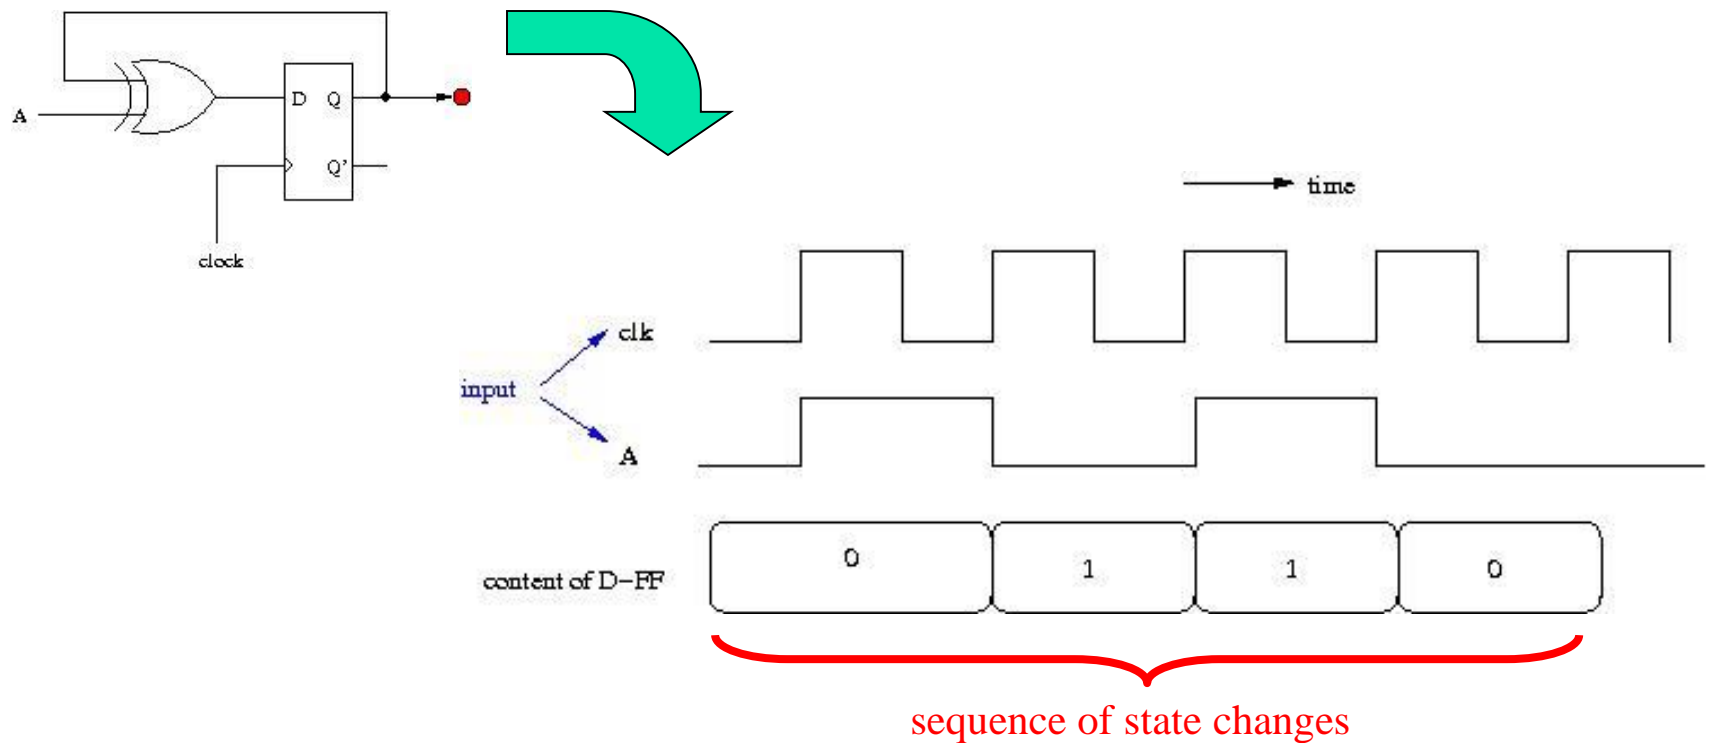 A
D Q
Q'
clock
time
clk
input
A
content of D-FF
0 1 1 0
sequence of state changes